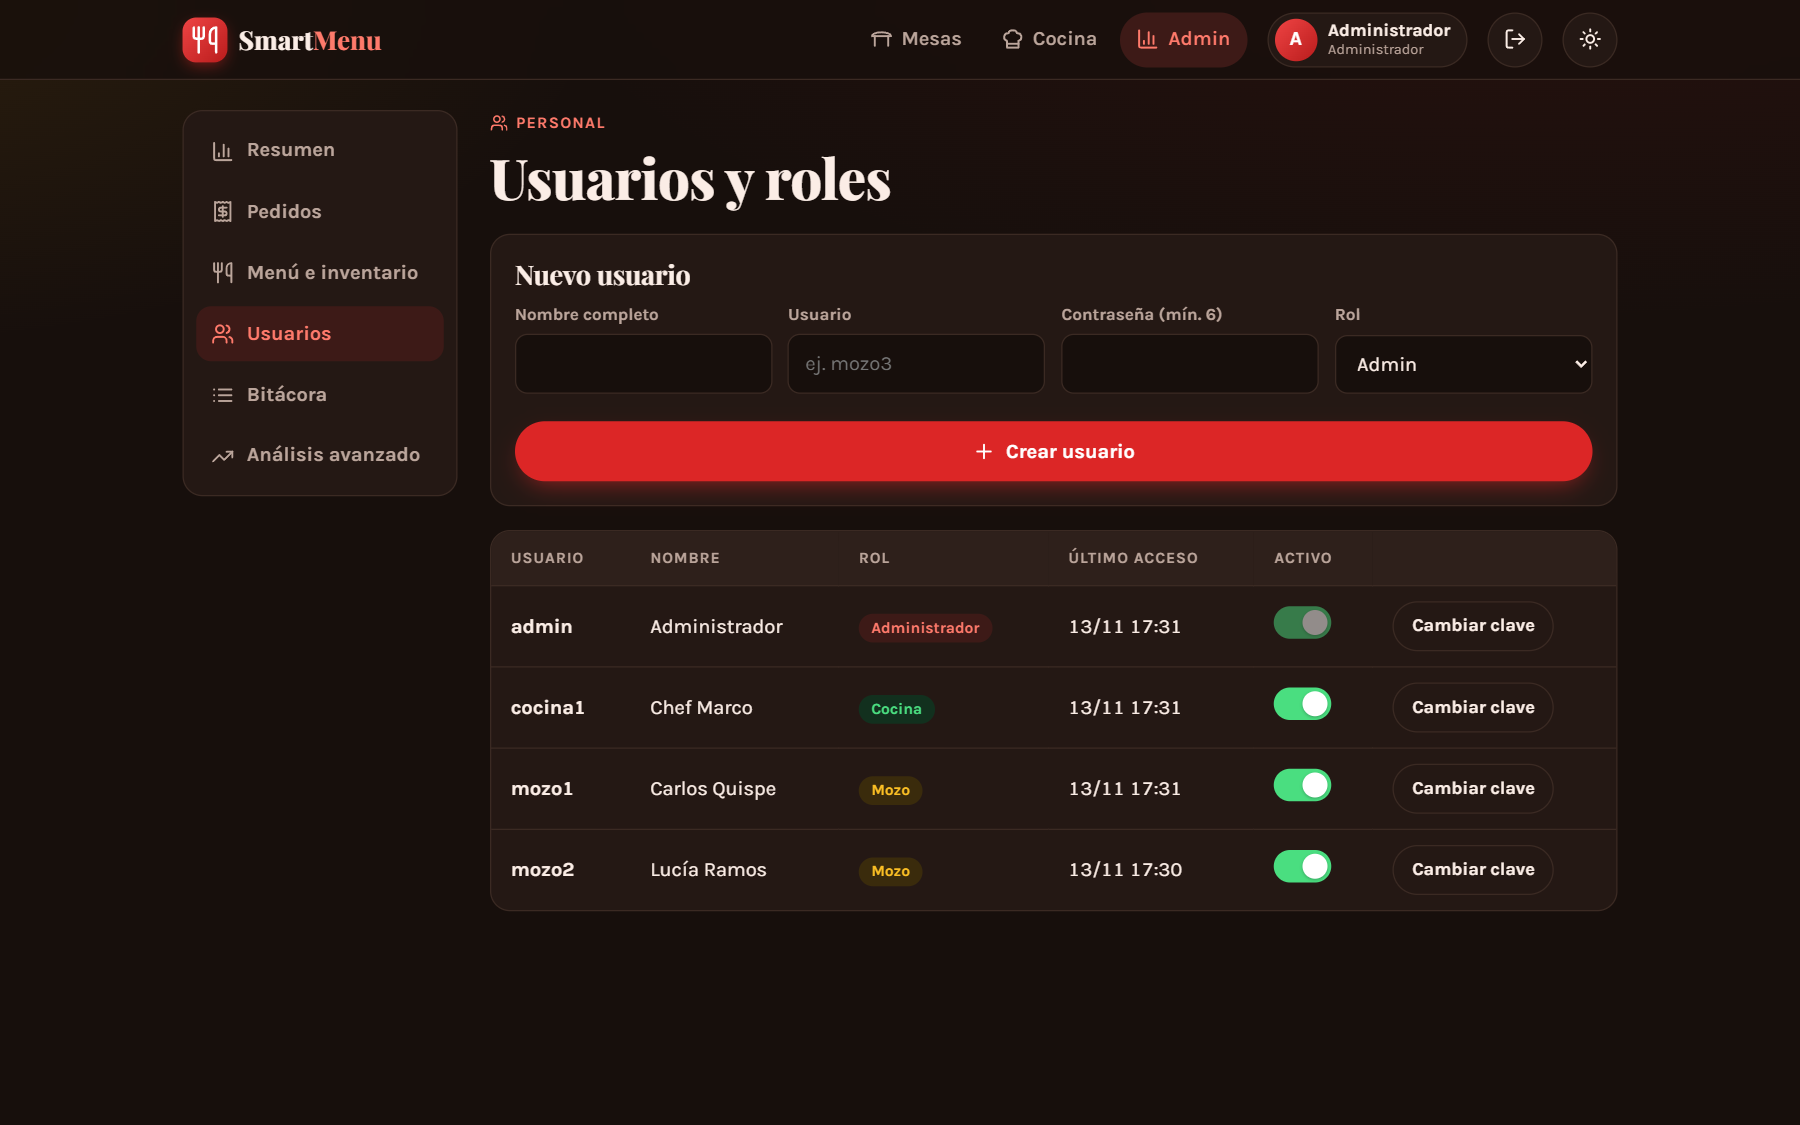 SmartMenu
Mesas
Cocina
Admin
A
Administrador
Administrador
Resumen
Pedidos
Menú e inventario
Usuarios
Bitácora
Análisis avanzado
PERSONAL
Usuarios y roles
Nuevo usuario
Nombre completo
Usuario
Contraseña (mín. 6)
Rol
ej. mozo3
Admin
Crear usuario
USUARIO NOMBRE ROL ÚLTIMO ACCESO ACTIVO
admin Administrador Administrador 13/11 17:31 Cambiar clave
cocina1 Chef Marco Cocina 13/11 17:31 Cambiar clave
mozo1 Carlos Quispe Mozo 13/11 17:31 Cambiar clave
mozo2 Lucía Ramos Mozo 13/11 17:30 Cambiar clave